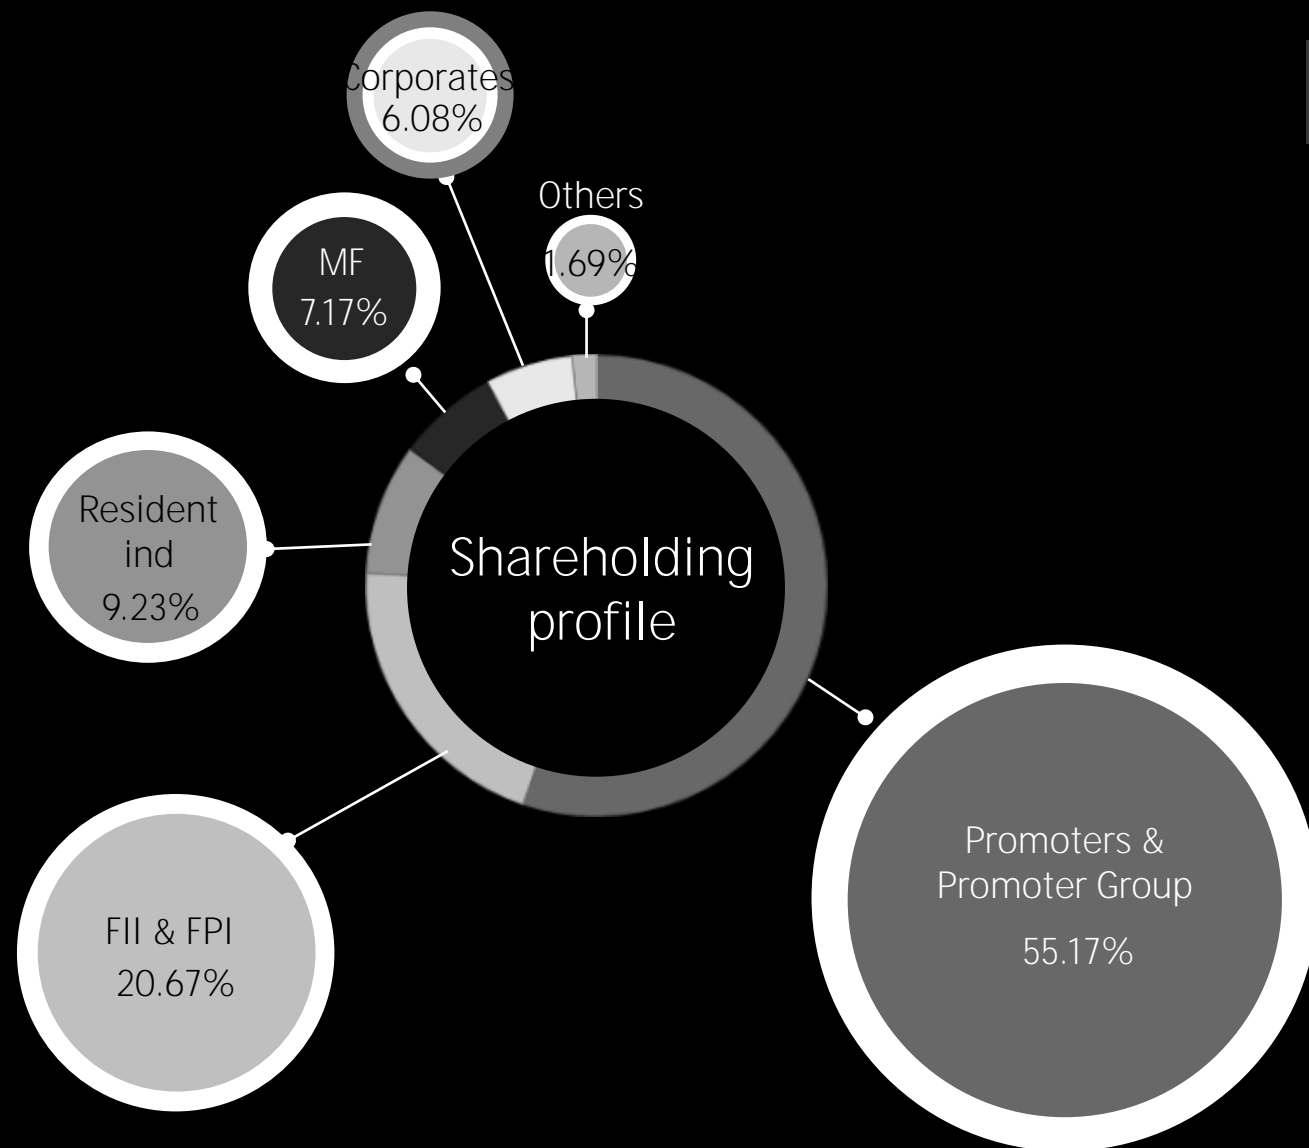 Corporates
6.08%
Others
1.69%
MF
7.17%
Resident
ind
9.23%
Shareholding
profile
Promoters &
Promoter Group
55.17%
FII & FPI
20.67%